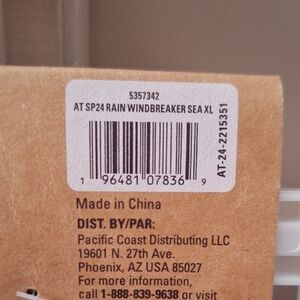 5357342
AT SP24 RAIN WINDBREAKER SEA XL
1 96481 07836 9
AT-24-2215351
Made in China
DIST. BY/PAR:
Pacific Coast Distributing LLC
19601 N. 27th Ave.
Phoenix, AZ USA 85027
For more information,
call 1-888-839-9638 or visit